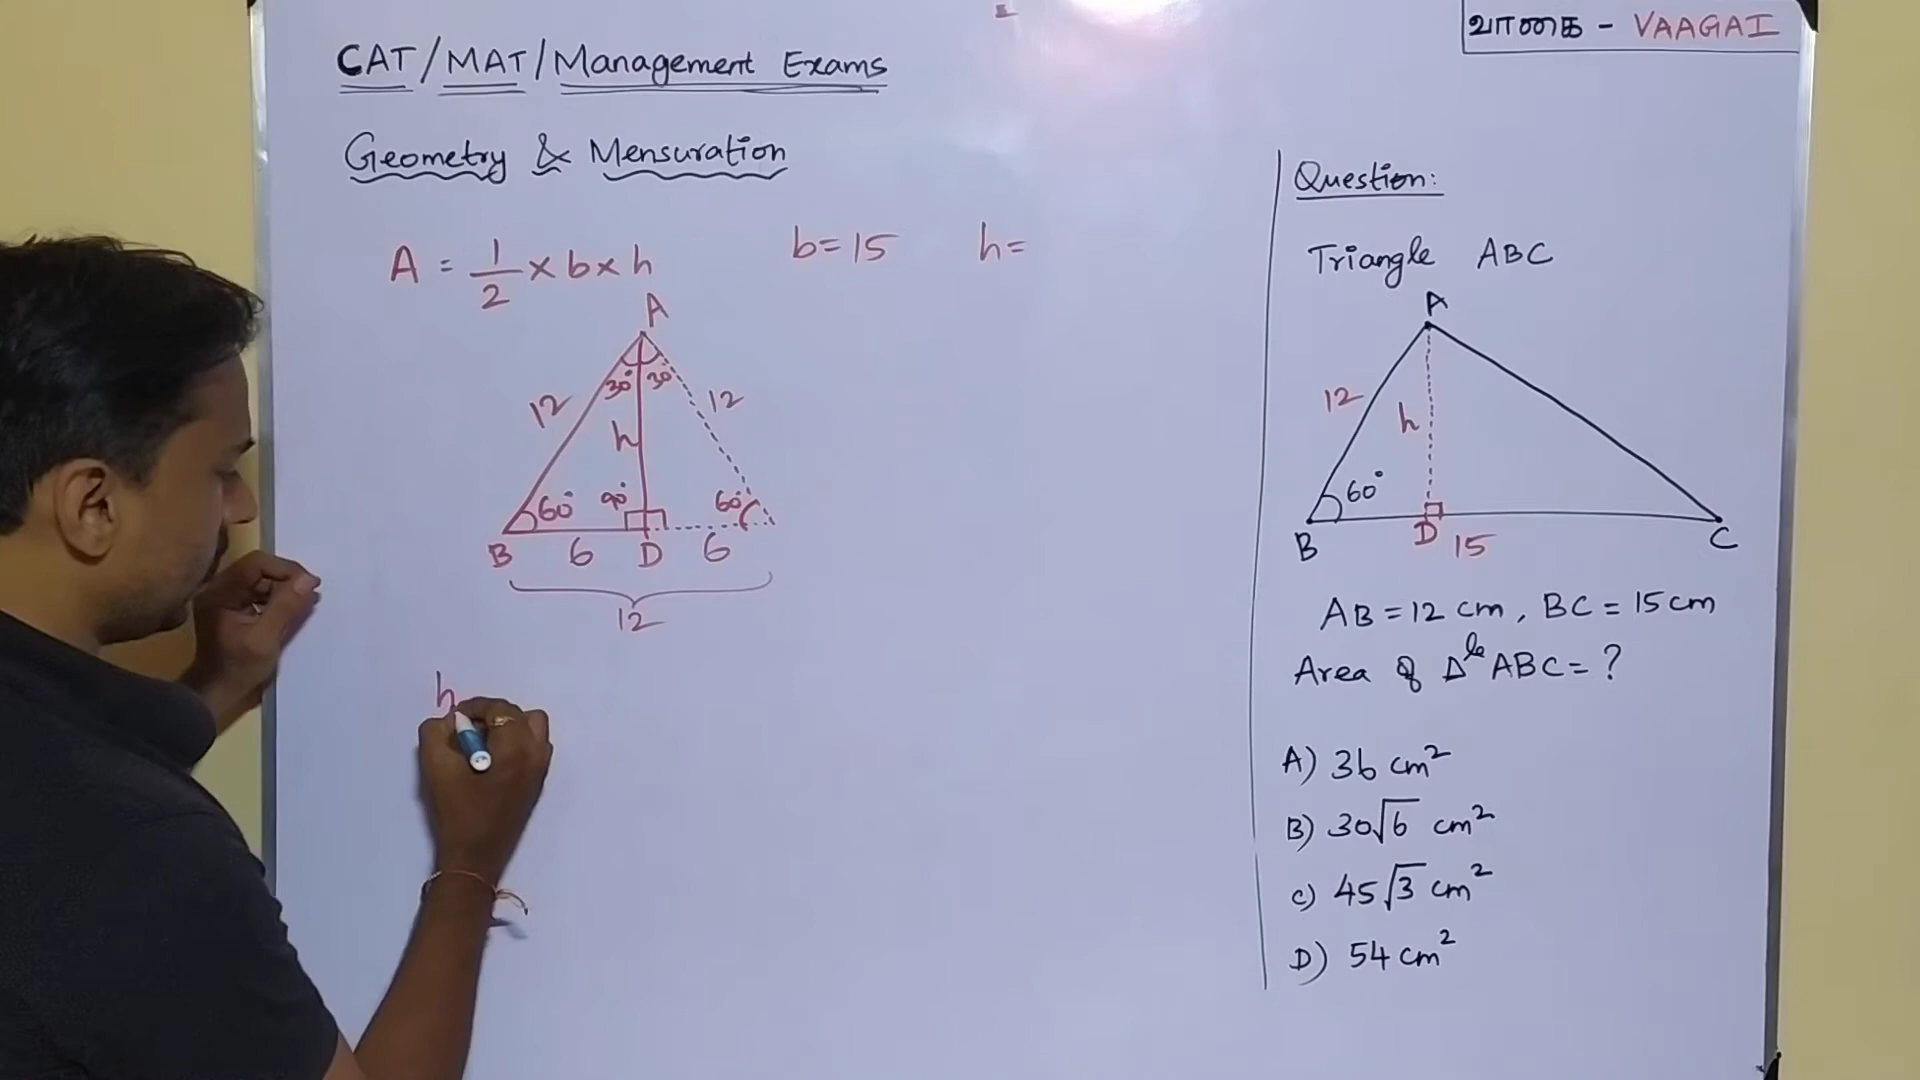 வாகை - VAAGAI
CAT/MAT/Management Exams
Geometry & Mensuration
A = 1/2 × b × h
b = 15
h =
A
30° 30°
12
12
h
60° 90° 60°
B 6 D 6
12
h
Question:
Triangle ABC
A
12
h
60°
B D 15 C
AB = 12 cm, BC = 15 cm
Area of Δle ABC = ?
A) 36 cm²
B) 30√6 cm²
C) 45√3 cm²
D) 54 cm²